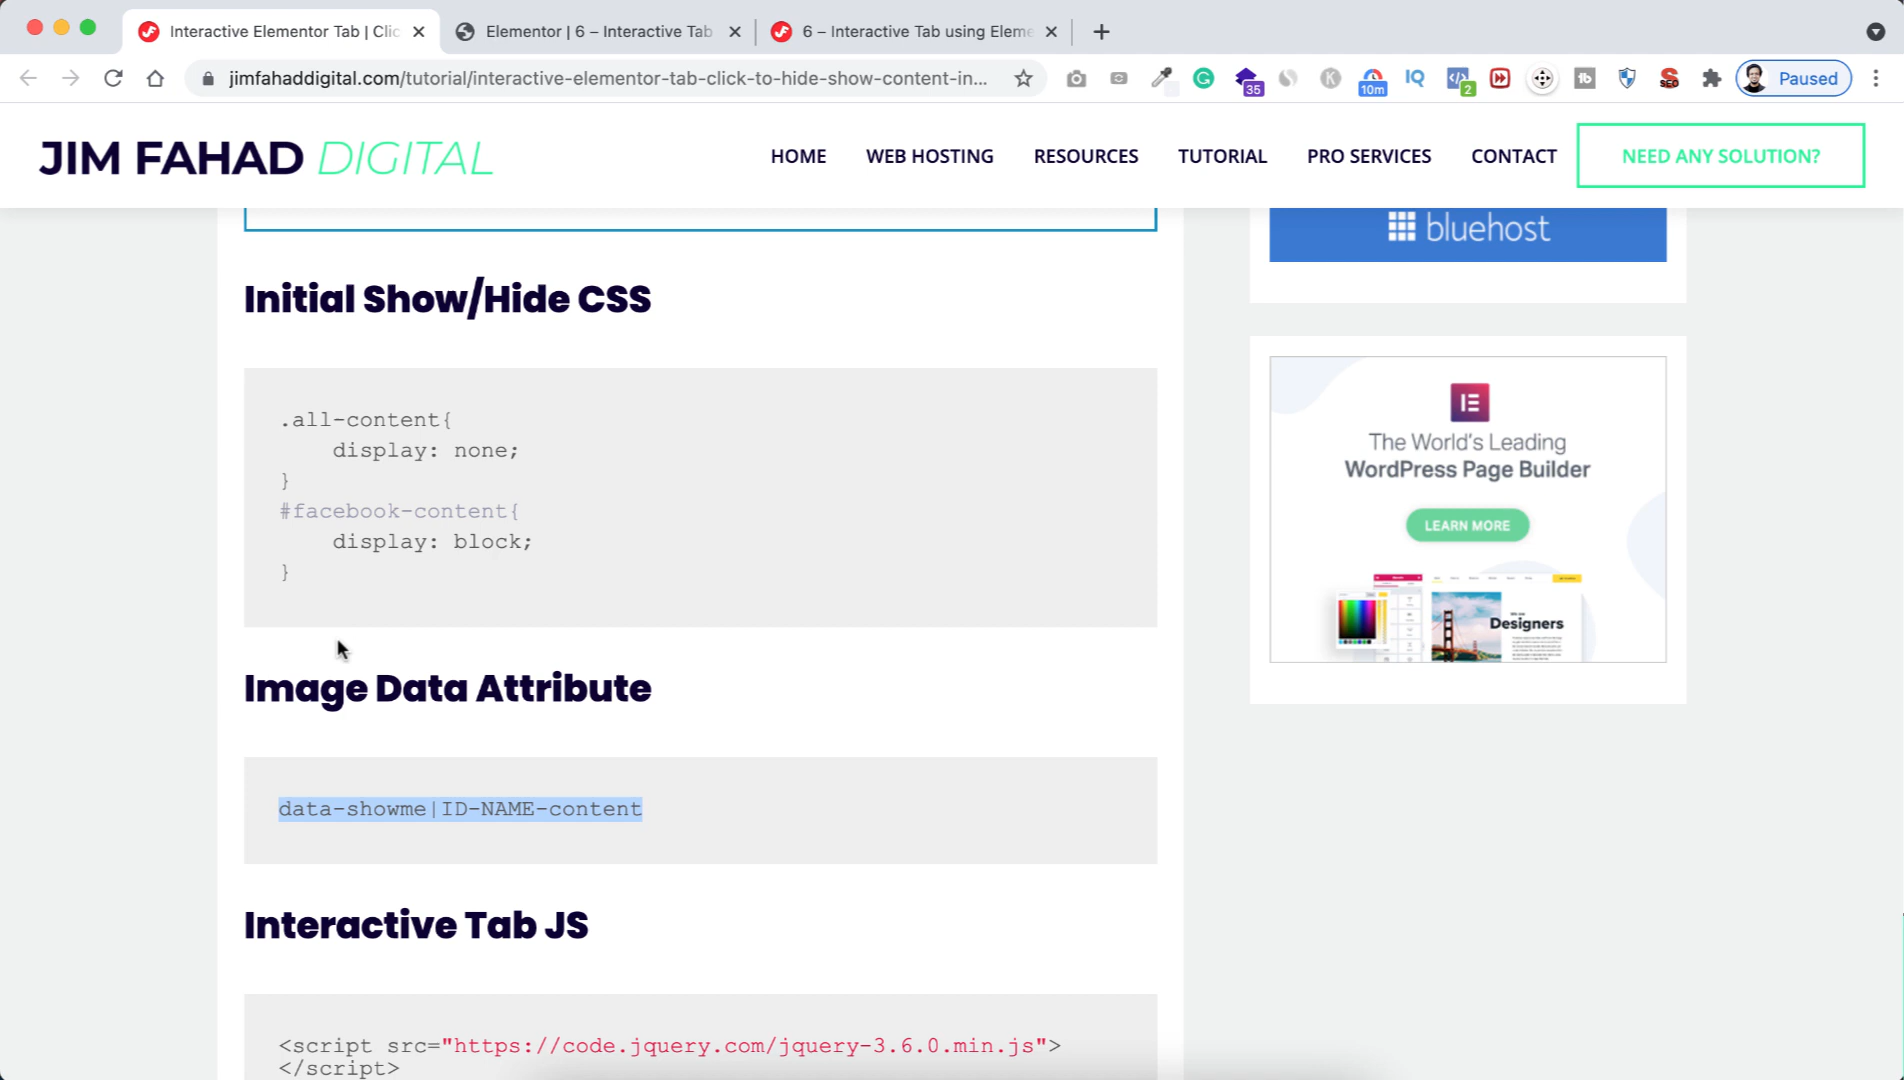 Interactive Elementor Tab | Clic
Elementor | 6 – Interactive Tab
6 – Interactive Tab using Eleme
jimfahaddigital.com/tutorial/interactive-elementor-tab-click-to-hide-show-content-in...
35
10m
IQ
2
SEO
Paused
JIM FAHAD DIGITAL
HOME
WEB HOSTING
RESOURCES
TUTORIAL
PRO SERVICES
CONTACT
NEED ANY SOLUTION?
bluehost
Initial Show/Hide CSS
.all-content{
display: none;
}
#facebook-content{
display: block;
}
The World's Leading
WordPress Page Builder
LEARN MORE
Designers
Image Data Attribute
data-showme|ID-NAME-content
Interactive Tab JS
<script src="https://code.jquery.com/jquery-3.6.0.min.js">
</script>